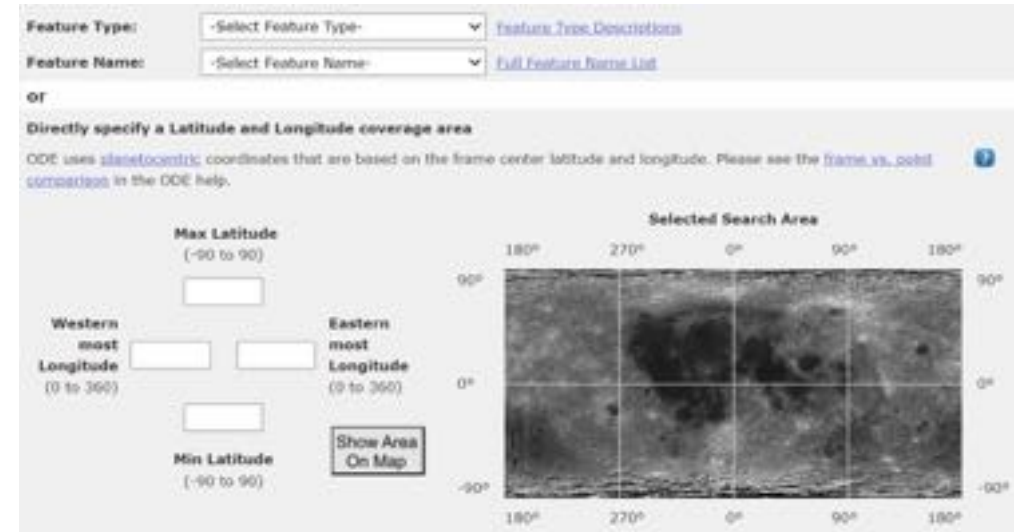 Feature Type: -Select Feature Type- Feature Type Descriptions
Feature Name: -Select Feature Name- Full Feature Name List
or
Directly specify a Latitude and Longitude coverage area
ODE uses planetocentric coordinates that are based on the frame center latitude and longitude. Please see the frame vs. point
comparison in the ODE help.
Selected Search Area
Max Latitude
(-90 to 90)
180° 270° 0° 90° 180°
90° 90°
Western most Longitude (0 to 360)
Eastern most Longitude (0 to 360)
0° 0°
Show Area
On Map
Min Latitude
(-90 to 90)
-90° -90°
180° 270° 0° 90° 180°